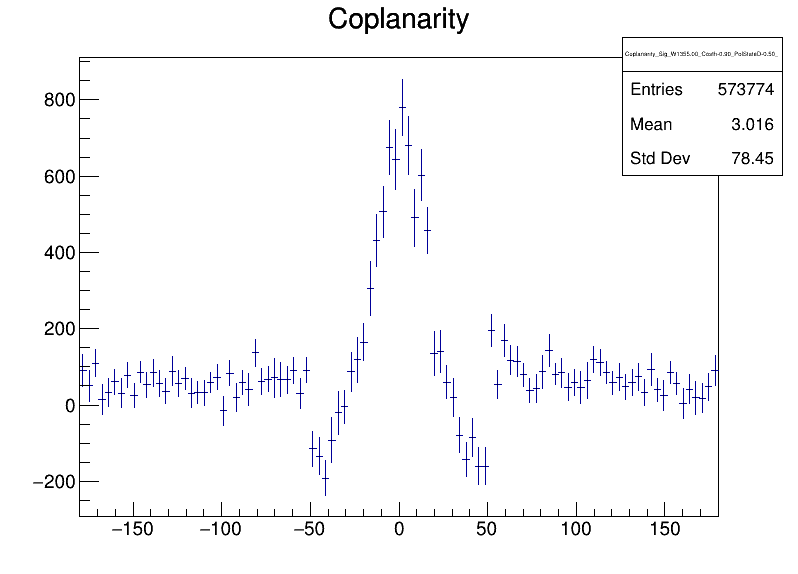 Coplanarity
Coplanarity_Sig_W1355.00_Costh-0.90_PolStateD-0.50_
Entries 573774
Mean 3.016
Std Dev 78.45
800
600
400
200
0
−200
−150 −100 −50 0 50 100 150